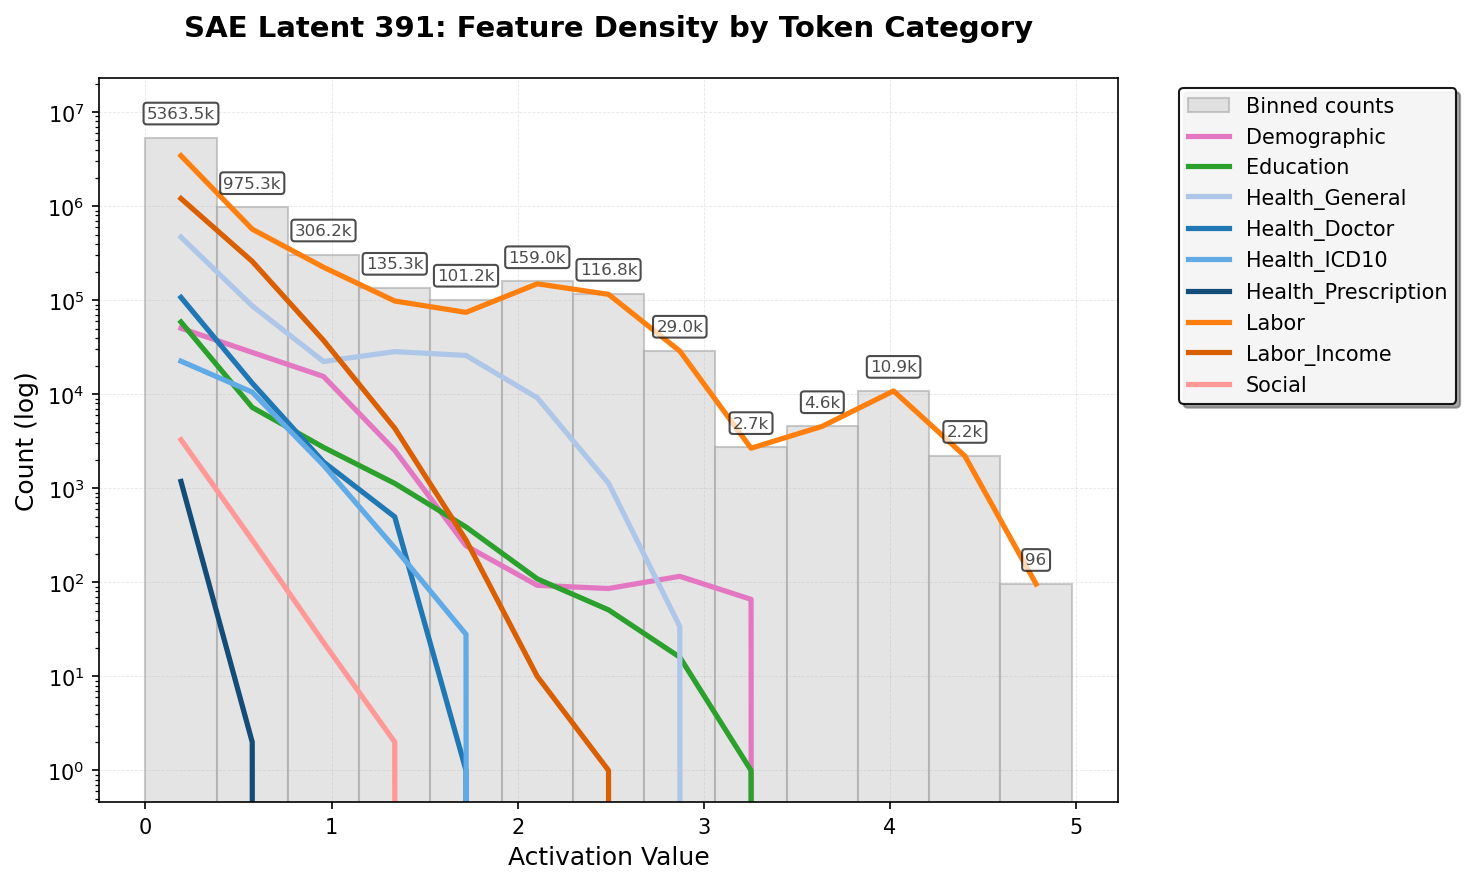 SAE Latent 391: Feature Density by Token Category
Count (log)
10⁷
10⁶
10⁵
10⁴
10³
10²
10¹
10⁰
5363.5k
975.3k
306.2k
135.3k
101.2k
159.0k
116.8k
29.0k
2.7k
4.6k
10.9k
2.2k
96
0 1 2 3 4 5
Activation Value
Binned counts
Demographic
Education
Health_General
Health_Doctor
Health_ICD10
Health_Prescription
Labor
Labor_Income
Social